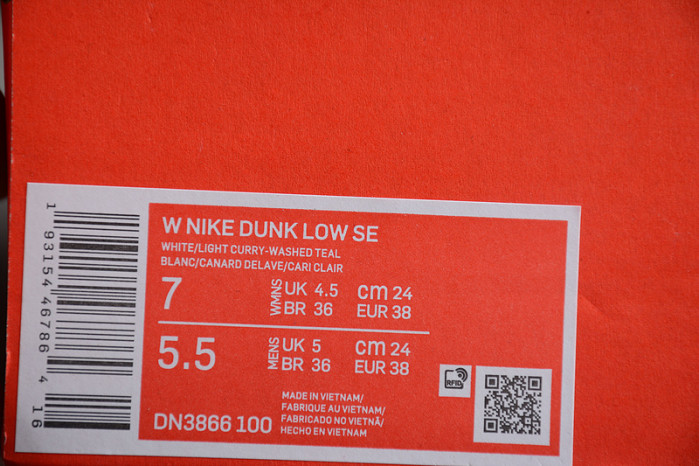 W NIKE DUNK LOW SE
WHITE/LIGHT CURRY-WASHED TEAL
BLANC/CANARD DELAVE/CARI CLAIR
7 WMNS UK 4.5 cm 24
BR 36 EUR 38
5.5 MENS UK 5 cm 24
BR 36 EUR 38
DN3866 100
MADE IN VIETNAM/
FABRIQUE AU VIETNAM/
FABRICADO NO VIETNÃ/
HECHO EN VIETNAM
RFID
1 93154 46786 4 16